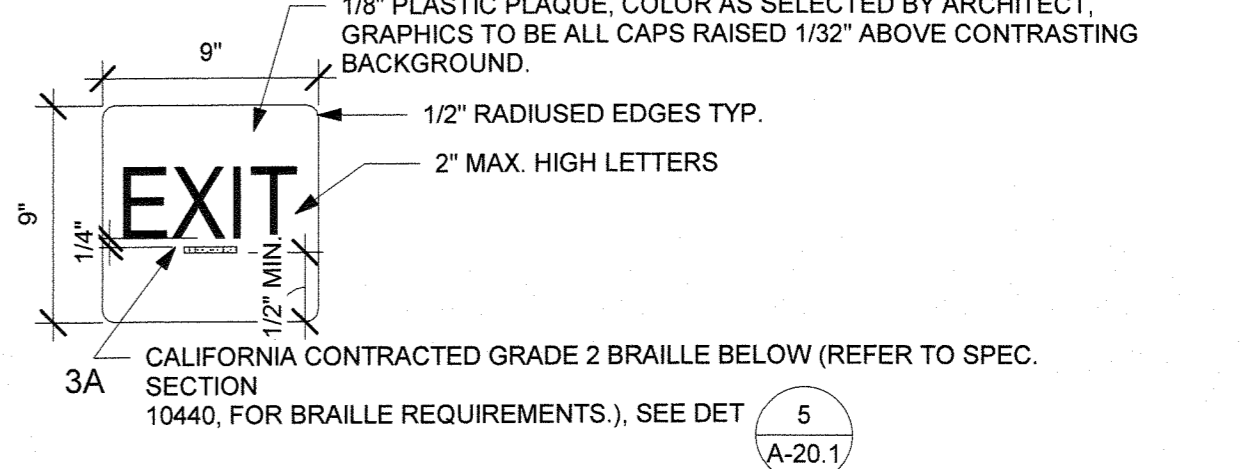 1/8" PLASTIC PLAQUE, COLOR AS SELECTED BY ARCHITECT,
GRAPHICS TO BE ALL CAPS RAISED 1/32" ABOVE CONTRASTING
BACKGROUND.
9"
1/2" RADIUSED EDGES TYP.
2" MAX. HIGH LETTERS
EXIT
9"
1/4"
1/2" MIN.
3A
CALIFORNIA CONTRACTED GRADE 2 BRAILLE BELOW (REFER TO SPEC.
SECTION
10440, FOR BRAILLE REQUIREMENTS.), SEE DET
5
A-20.1